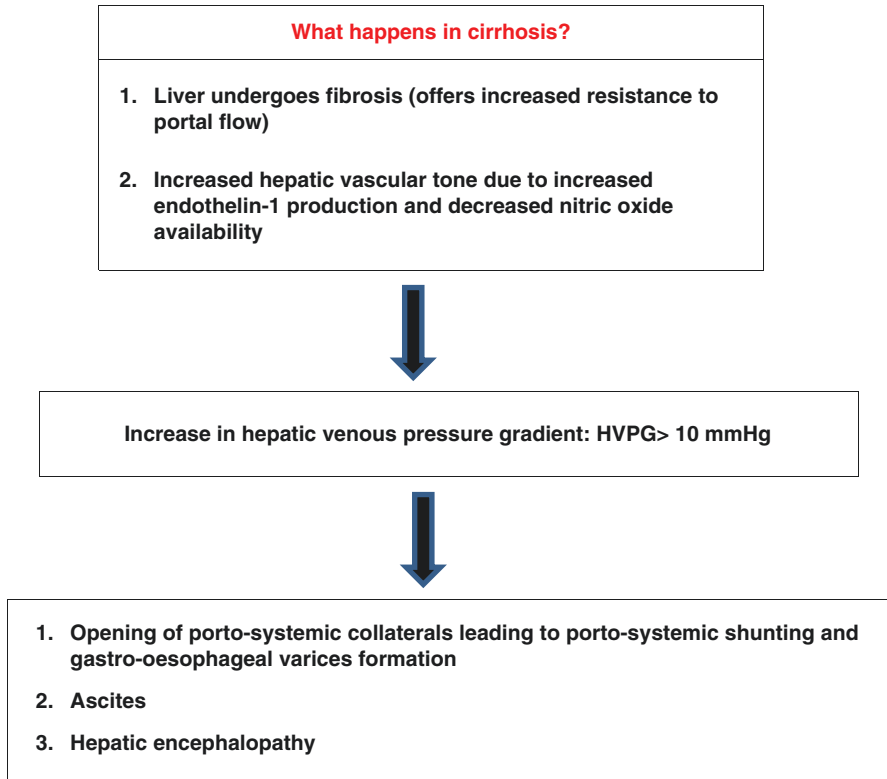 What happens in cirrhosis?
1. Liver undergoes fibrosis (offers increased resistance to
portal flow)
2. Increased hepatic vascular tone due to increased
endothelin-1 production and decreased nitric oxide
availability
Increase in hepatic venous pressure gradient: HVPG> 10 mmHg
1. Opening of porto-systemic collaterals leading to porto-systemic shunting and
gastro-oesophageal varices formation
2. Ascites
3. Hepatic encephalopathy